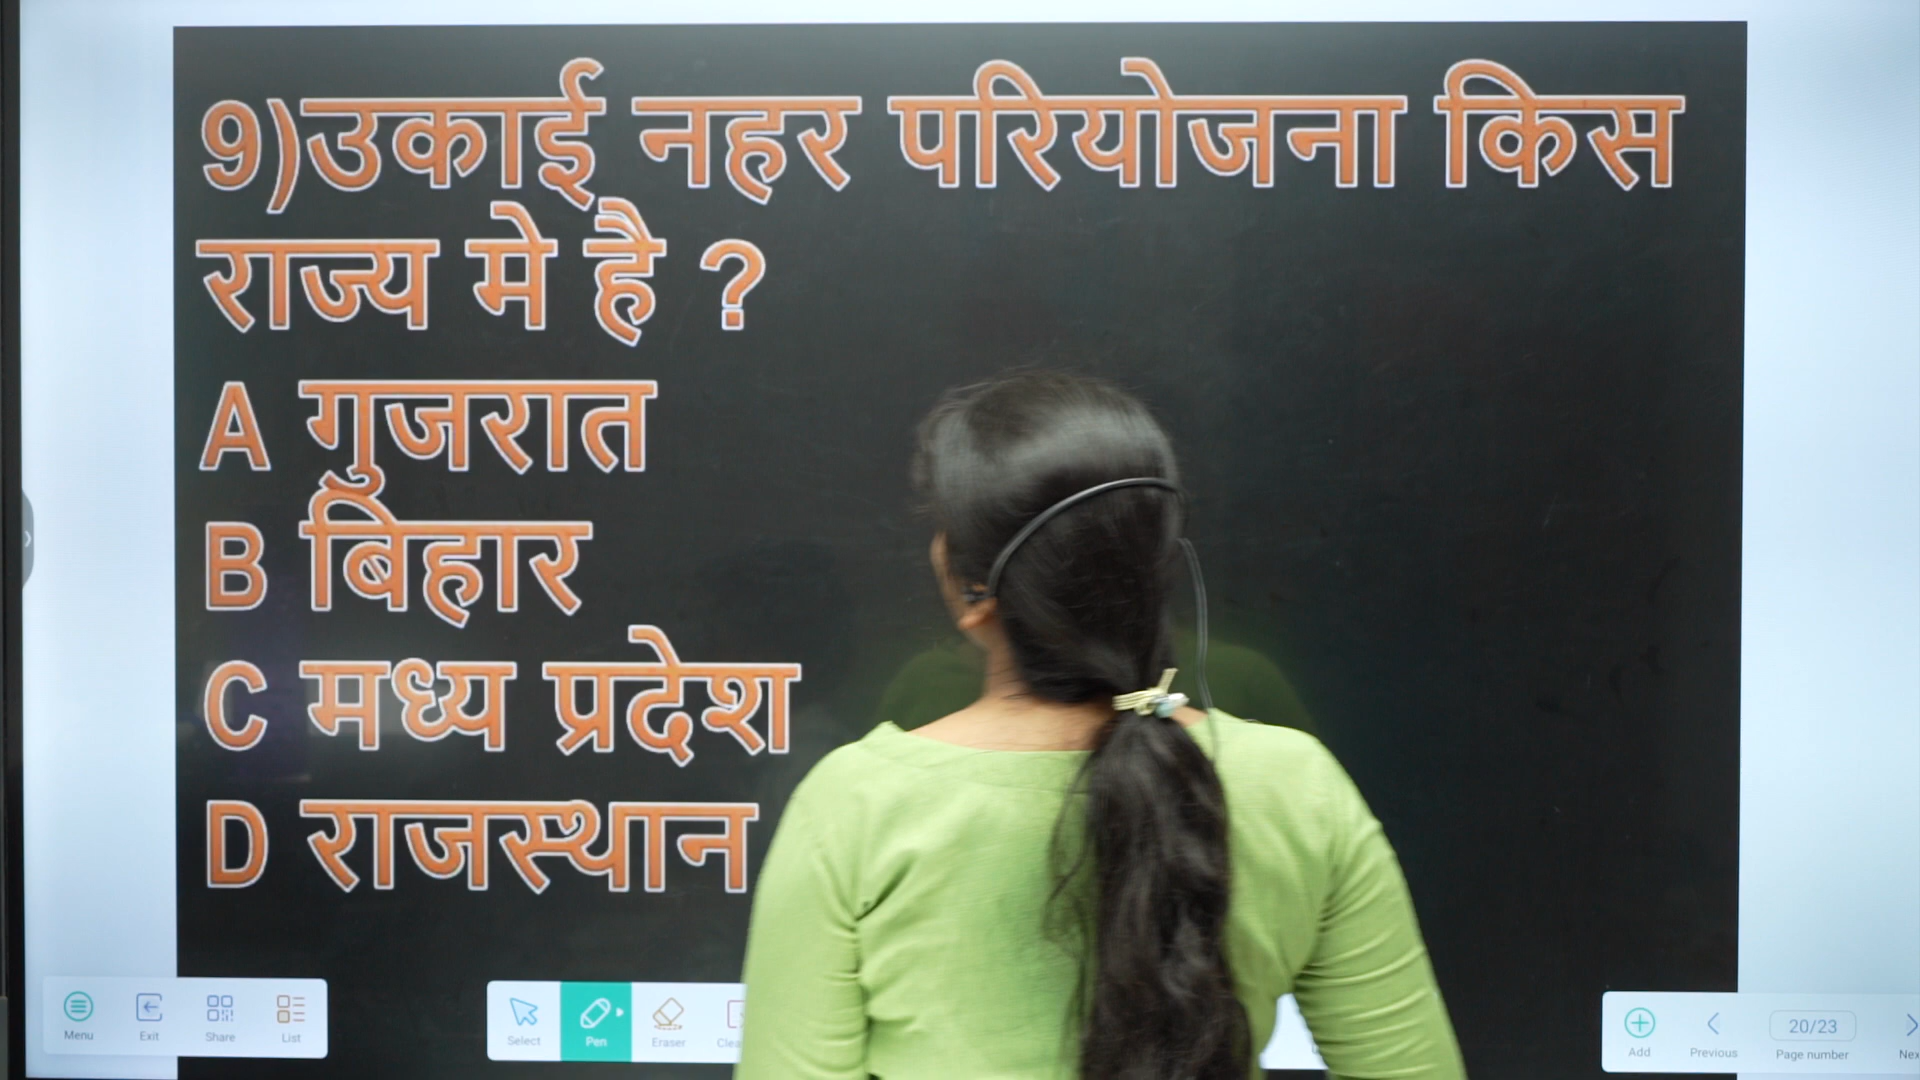 9)उकाई नहर परियोजना किस
राज्य मे है ?
A गुजरात
B बिहार
C मध्य प्रदेश
D राजस्थान
Menu Exit Share List
Select Pen Eraser
Add Previous 20/23 Page number